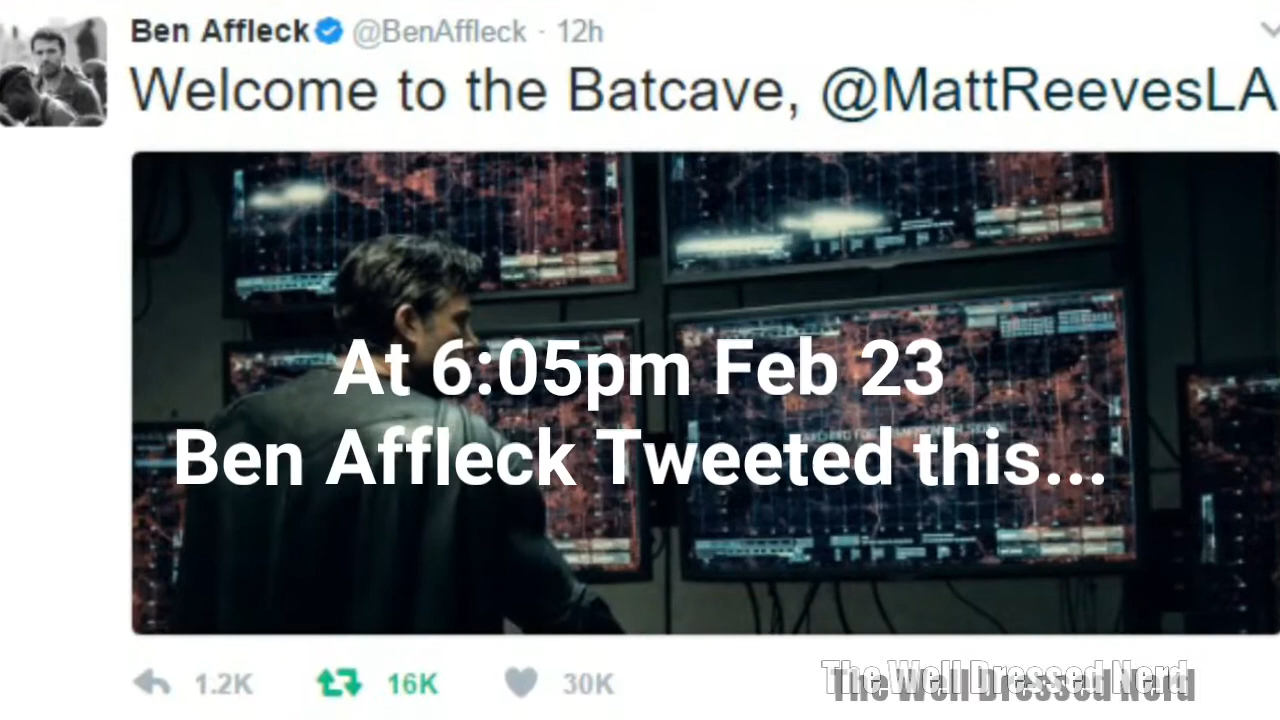 Ben Affleck @BenAffleck · 12h
Welcome to the Batcave, @MattReevesLA
At 6:05pm Feb 23
Ben Affleck Tweeted this...
1.2K 16K 30K
The Well Dressed Nerd